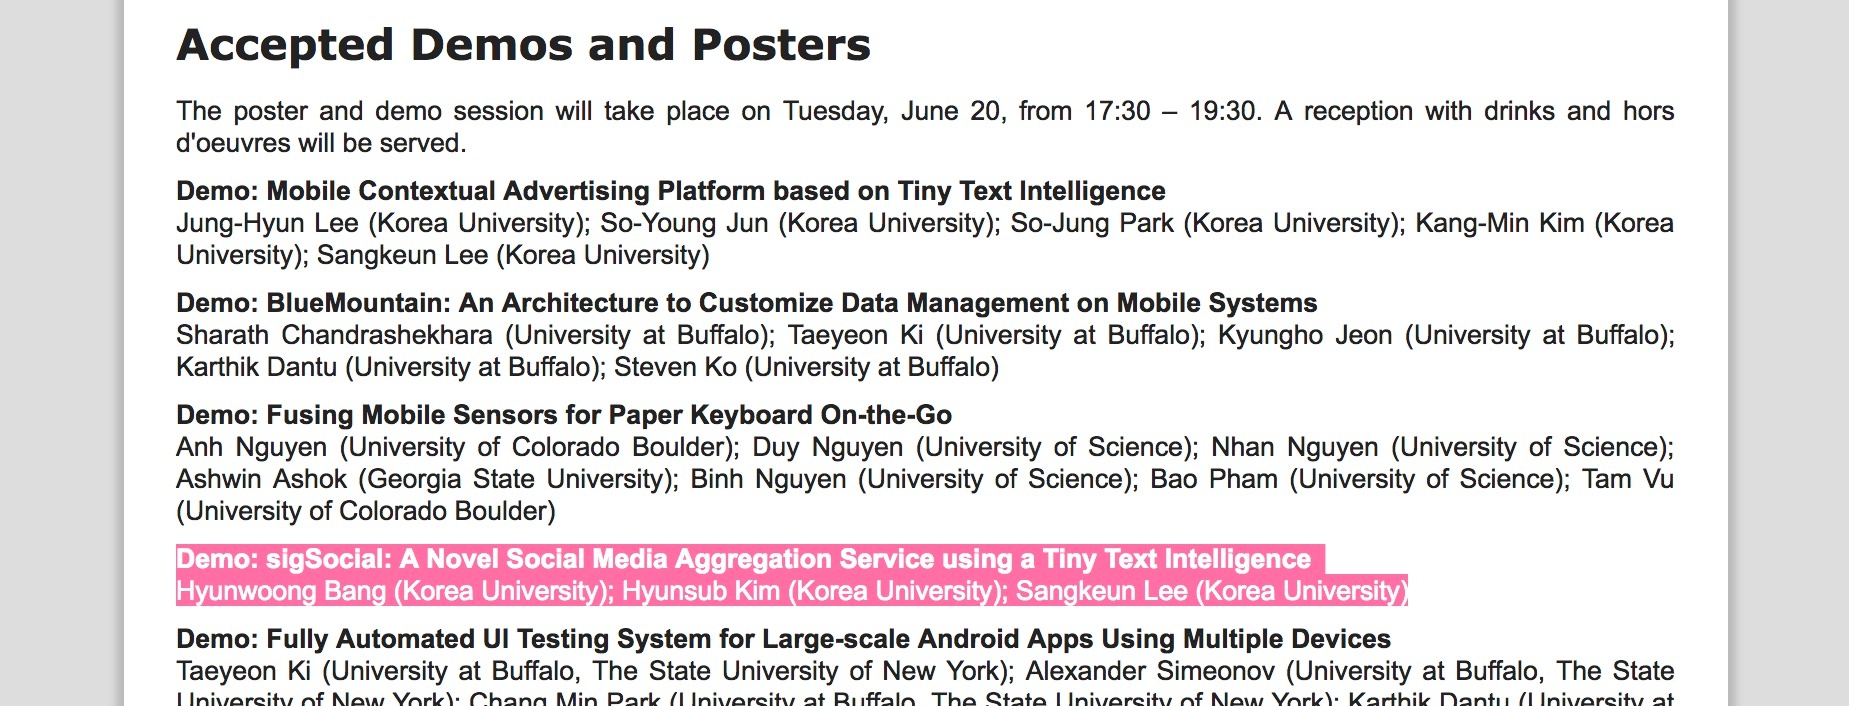 Accepted Demos and Posters
The poster and demo session will take place on Tuesday, June 20, from 17:30 – 19:30. A reception with drinks and hors
d'oeuvres will be served.
Demo: Mobile Contextual Advertising Platform based on Tiny Text Intelligence
Jung-Hyun Lee (Korea University); So-Young Jun (Korea University); So-Jung Park (Korea University); Kang-Min Kim (Korea
University); Sangkeun Lee (Korea University)
Demo: BlueMountain: An Architecture to Customize Data Management on Mobile Systems
Sharath Chandrashekhara (University at Buffalo); Taeyeon Ki (University at Buffalo); Kyungho Jeon (University at Buffalo);
Karthik Dantu (University at Buffalo); Steven Ko (University at Buffalo)
Demo: Fusing Mobile Sensors for Paper Keyboard On-the-Go
Anh Nguyen (University of Colorado Boulder); Duy Nguyen (University of Science); Nhan Nguyen (University of Science);
Ashwin Ashok (Georgia State University); Binh Nguyen (University of Science); Bao Pham (University of Science); Tam Vu
(University of Colorado Boulder)
Demo: sigSocial: A Novel Social Media Aggregation Service using a Tiny Text Intelligence
Hyunwoong Bang (Korea University); Hyunsub Kim (Korea University); Sangkeun Lee (Korea University)
Demo: Fully Automated UI Testing System for Large-scale Android Apps Using Multiple Devices
Taeyeon Ki (University at Buffalo, The State University of New York); Alexander Simeonov (University at Buffalo, The State
University of New York); Chang Min Park (University at Buffalo, The State University of New York); Karthik Dantu (University at